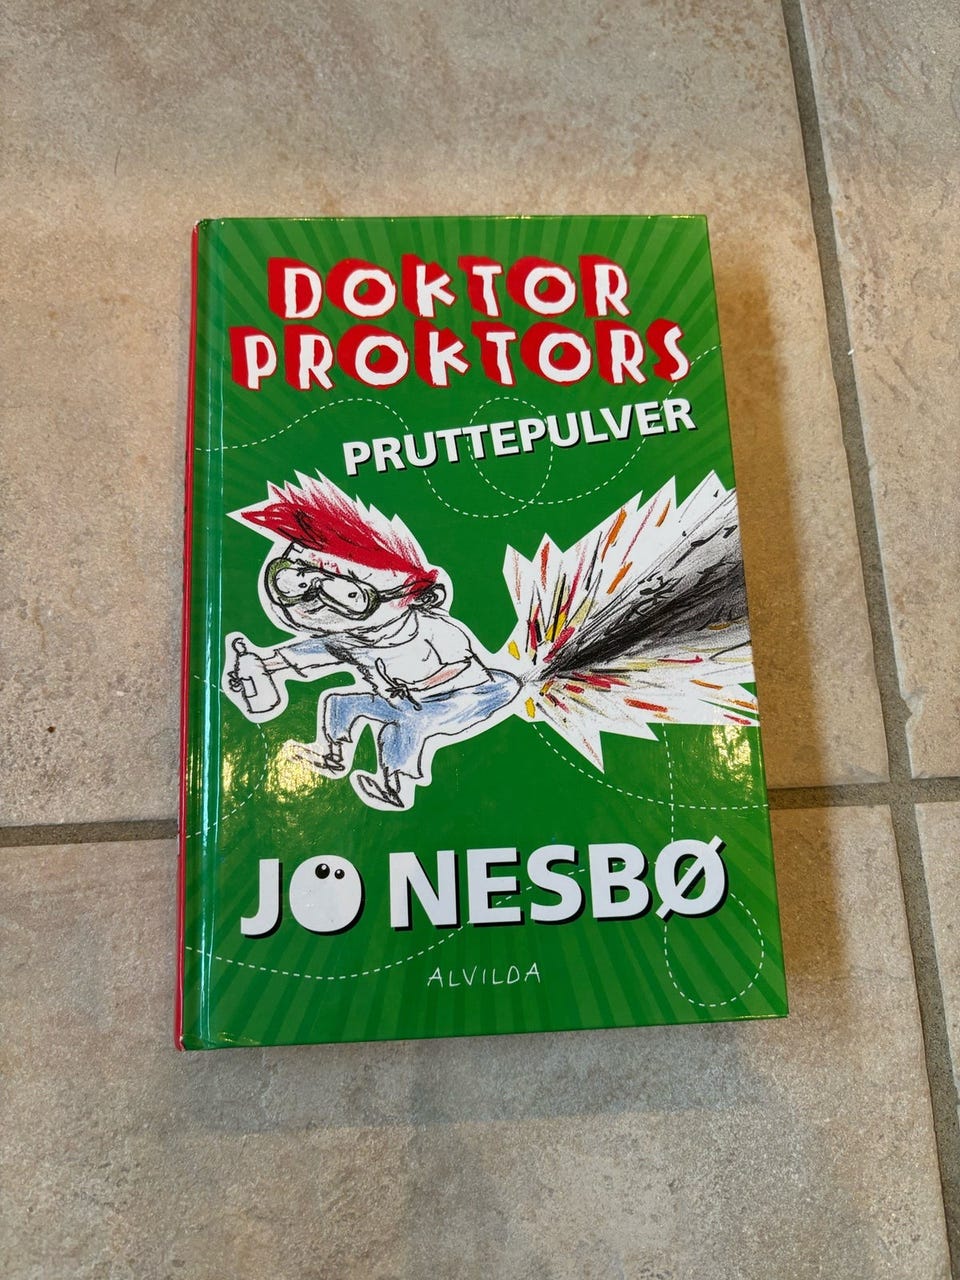 DOKTOR
PROKTORS
PRUTTEPULVER
JO NESBØ
ALVILDA